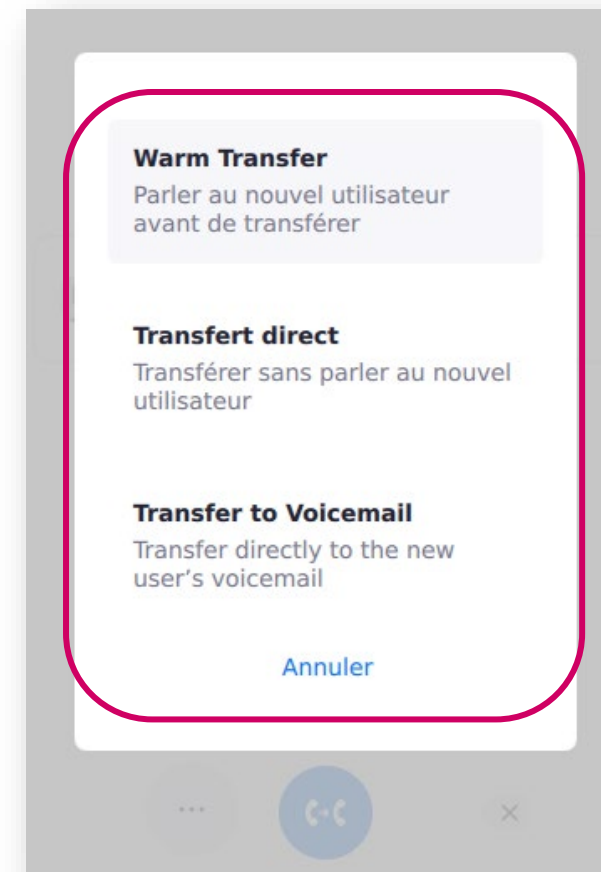 Warm Transfer
Parler au nouvel utilisateur
avant de transférer
Transfert direct
Transférer sans parler au nouvel
utilisateur
Transfer to Voicemail
Transfer directly to the new
user's voicemail
Annuler